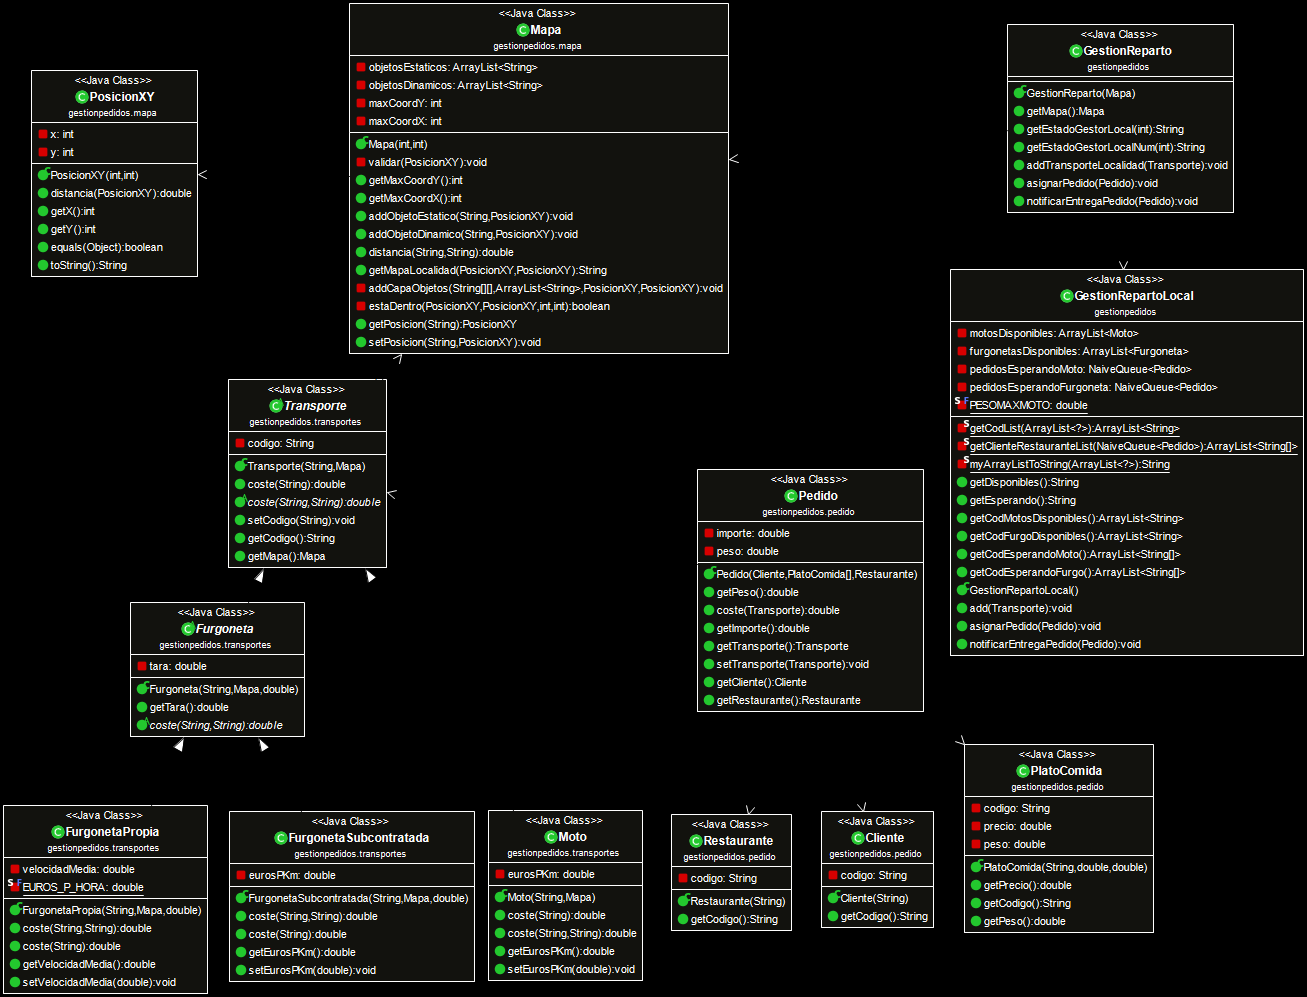 <<Java Class>>
PosicionXY
gestionpedidos.mapa
x: int
y: int
PosicionXY(int,int)
distancia(PosicionXY):double
getX():int
getY():int
equals(Object):boolean
toString():String
<<Java Class>>
Mapa
gestionpedidos.mapa
objetosEstaticos: ArrayList<String>
objetosDinamicos: ArrayList<String>
maxCoordY: int
maxCoordX: int
Mapa(int,int)
validar(PosicionXY):void
getMaxCoordY():int
getMaxCoordX():int
addObjetoEstatico(String,PosicionXY):void
addObjetoDinamico(String,PosicionXY):void
distancia(String,String):double
getMapaLocalidad(PosicionXY,PosicionXY):String
addCapaObjetos(String[][],ArrayList<String>,PosicionXY,PosicionXY):void
estaDentro(PosicionXY,PosicionXY,int,int):boolean
getPosicion(String):PosicionXY
setPosicion(String,PosicionXY):void
<<Java Class>>
GestionReparto
gestionpedidos
GestionReparto(Mapa)
getMapa():Mapa
getEstadoGestorLocal(int):String
getEstadoGestorLocalNum(int):String
addTransporteLocalidad(Transporte):void
asignarPedido(Pedido):void
notificarEntregaPedido(Pedido):void
<<Java Class>>
GestionRepartoLocal
gestionpedidos
motosDisponibles: ArrayList<Moto>
furgonetasDisponibles: ArrayList<Furgoneta>
pedidosEsperandoMoto: NaiveQueue<Pedido>
pedidosEsperandoFurgoneta: NaiveQueue<Pedido>
S F PESOMAXMOTO: double
S getCodList(ArrayList<?>):ArrayList<String>
S getClienteRestauranteList(NaiveQueue<Pedido>):ArrayList<String[]>
S myArrayListToString(ArrayList<?>):String
getDisponibles():String
getEsperando():String
getCodMotosDisponibles():ArrayList<String>
getCodFurgoDisponibles():ArrayList<String>
getCodEsperandoMoto():ArrayList<String[]>
getCodEsperandoFurgo():ArrayList<String[]>
GestionRepartoLocal()
add(Transporte):void
asignarPedido(Pedido):void
notificarEntregaPedido(Pedido):void
<<Java Class>>
Transporte
gestionpedidos.transportes
codigo: String
Transporte(String,Mapa)
coste(String):double
coste(String,String):double
setCodigo(String):void
getCodigo():String
getMapa():Mapa
<<Java Class>>
Pedido
gestionpedidos.pedido
importe: double
peso: double
Pedido(Cliente,PlatoComida[],Restaurante)
getPeso():double
coste(Transporte):double
getImporte():double
getTransporte():Transporte
setTransporte(Transporte):void
getCliente():Cliente
getRestaurante():Restaurante
<<Java Class>>
Furgoneta
gestionpedidos.transportes
tara: double
Furgoneta(String,Mapa,double)
getTara():double
coste(String,String):double
<<Java Class>>
FurgonetaPropia
gestionpedidos.transportes
velocidadMedia: double
S F EUROS_P_HORA: double
FurgonetaPropia(String,Mapa,double)
coste(String,String):double
coste(String):double
getVelocidadMedia():double
setVelocidadMedia(double):void
<<Java Class>>
FurgonetaSubcontratada
gestionpedidos.transportes
eurosPKm: double
FurgonetaSubcontratada(String,Mapa,double)
coste(String,String):double
coste(String):double
getEurosPKm():double
setEurosPKm(double):void
<<Java Class>>
Moto
gestionpedidos.transportes
eurosPKm: double
Moto(String,Mapa)
coste(String):double
coste(String,String):double
getEurosPKm():double
setEurosPKm(double):void
<<Java Class>>
Restaurante
gestionpedidos.pedido
codigo: String
Restaurante(String)
getCodigo():String
<<Java Class>>
Cliente
gestionpedidos.pedido
codigo: String
Cliente(String)
getCodigo():String
<<Java Class>>
PlatoComida
gestionpedidos.pedido
codigo: String
precio: double
peso: double
PlatoComida(String,double,double)
getPrecio():double
getCodigo():String
getPeso():double